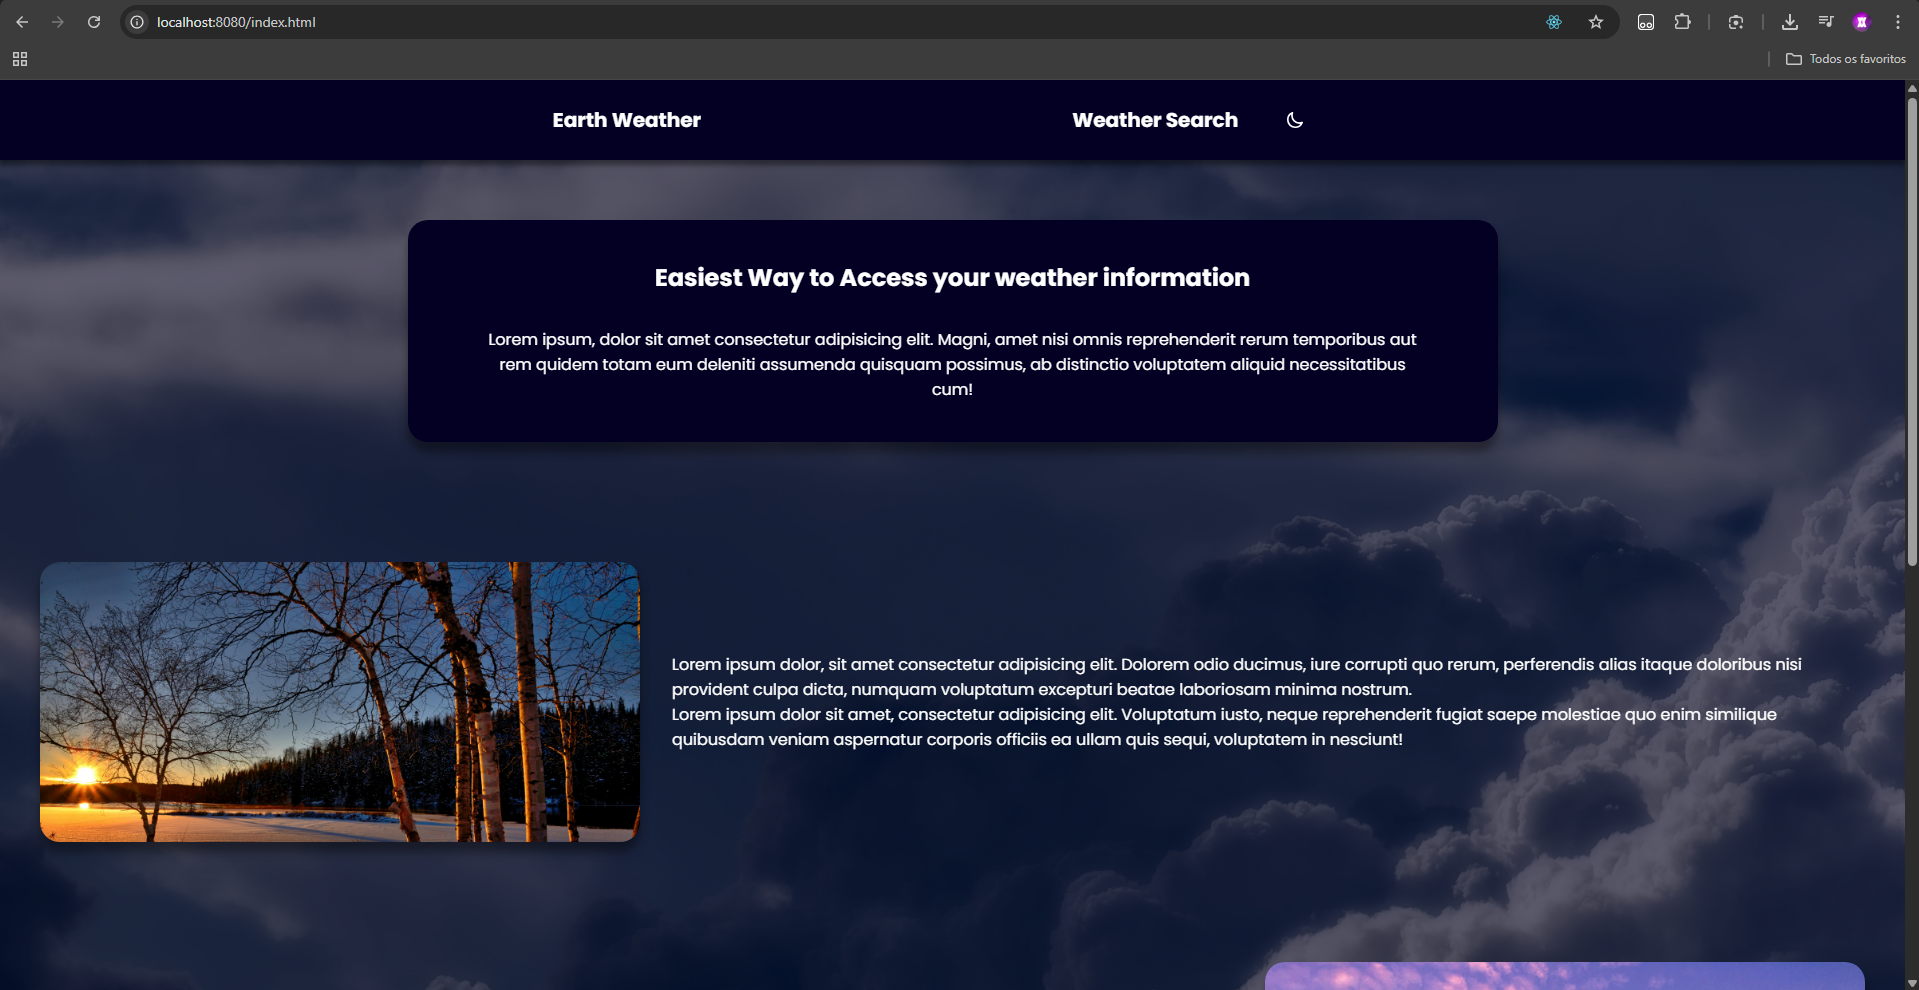 localhost:8080/index.html
Todos os favoritos
Earth Weather
Weather Search
Easiest Way to Access your weather information
Lorem ipsum, dolor sit amet consectetur adipisicing elit. Magni, amet nisi omnis reprehenderit rerum temporibus aut
rem quidem totam eum deleniti assumenda quisquam possimus, ab distinctio voluptatem aliquid necessitatibus
cum!
Lorem ipsum dolor, sit amet consectetur adipisicing elit. Dolorem odio ducimus, iure corrupti quo rerum, perferendis alias itaque doloribus nisi
provident culpa dicta, numquam voluptatum excepturi beatae laboriosam minima nostrum.
Lorem ipsum dolor sit amet, consectetur adipisicing elit. Voluptatum iusto, neque reprehenderit fugiat saepe molestiae quo enim similique
quibusdam veniam aspernatur corporis officiis ea ullam quis sequi, voluptatem in nesciunt!